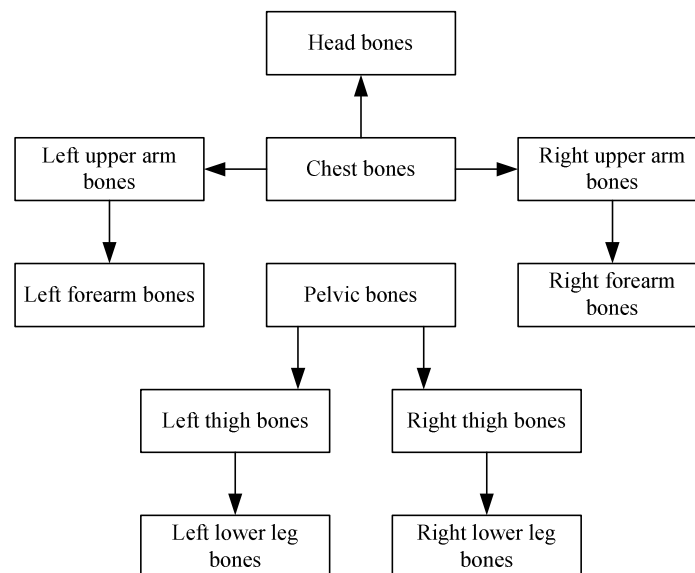 Head bones
Left upper arm
bones
Chest bones
Right upper arm
bones
Left forearm bones
Pelvic bones
Right forearm
bones
Left thigh bones
Right thigh bones
Left lower leg
bones
Right lower leg
bones